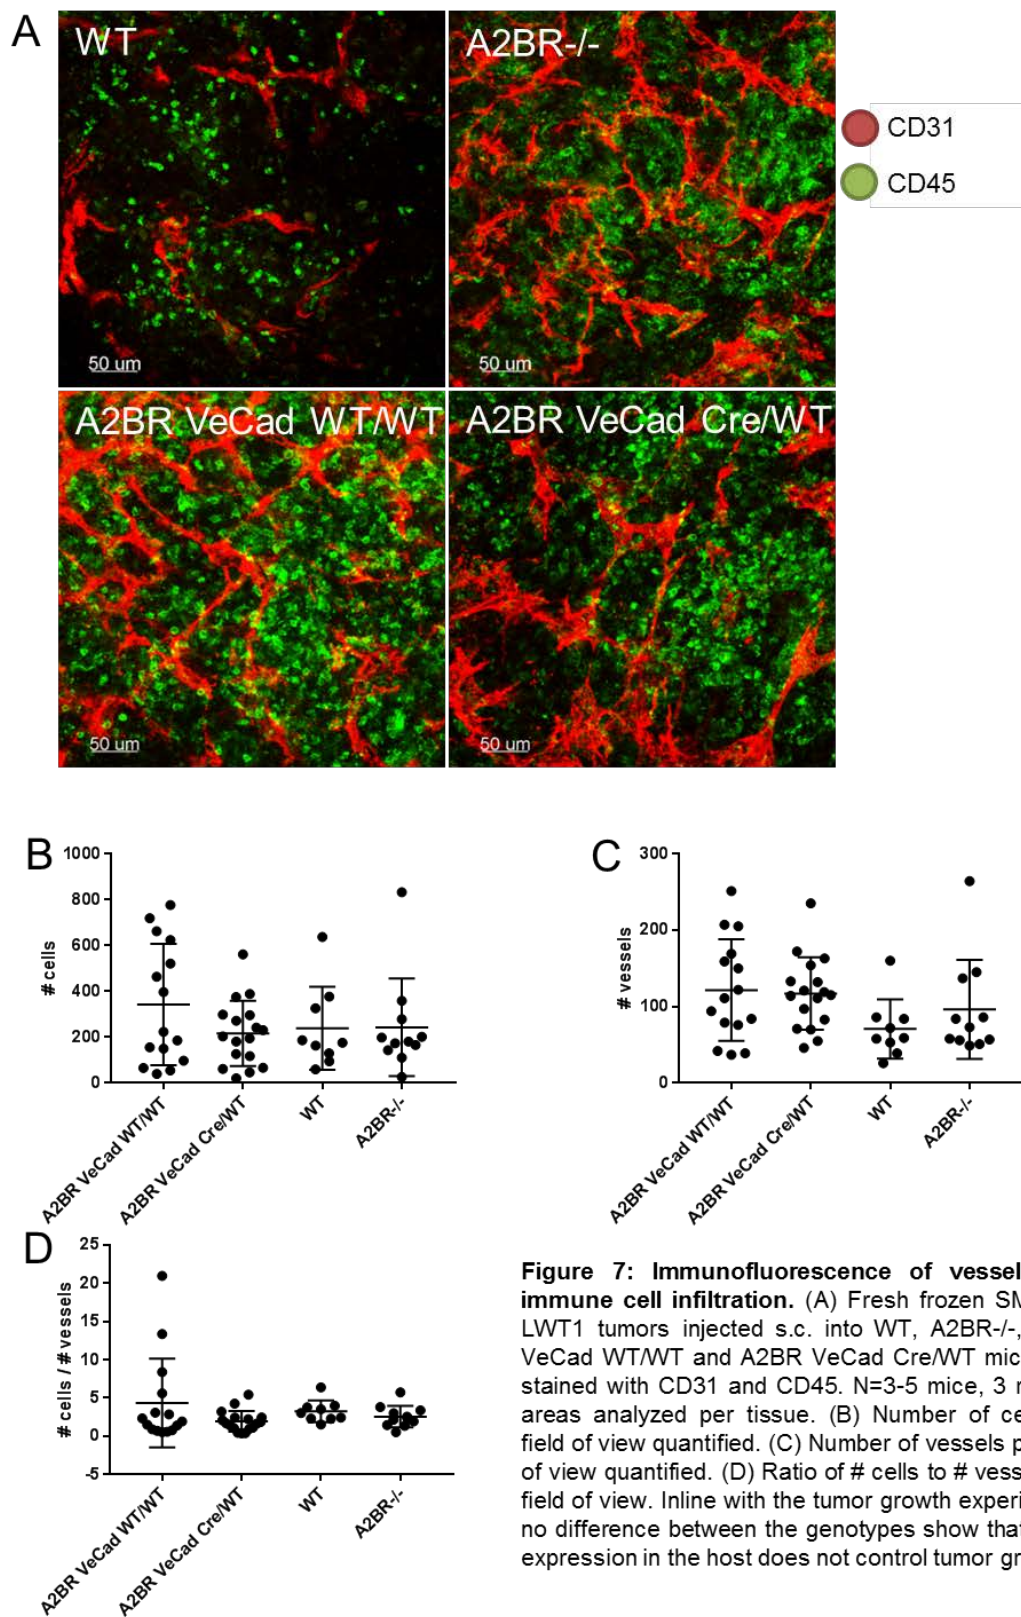 A
WT
A2BR-/-
CD31
CD45
50 um
50 um
A2BR VeCad WT/WT
A2BR VeCad Cre/WT
50 um
50 um
B
1000
800
600
400
200
0
# cells
A2BR VeCad WT/WT
A2BR VeCad Cre/WT
WT
A2BR-/-
C
300
200
100
0
# vessels
A2BR VeCad WT/WT
A2BR VeCad Cre/WT
WT
A2BR-/-
D
25
20
15
10
5
0
-5
# cells / # vessels
A2BR VeCad WT/WT
A2BR VeCad Cre/WT
WT
A2BR-/-
Figure 7: Immunofluorescence of vessel
immune cell infiltration. (A) Fresh frozen SM
LWT1 tumors injected s.c. into WT, A2BR-/-,
VeCad WT/WT and A2BR VeCad Cre/WT mic
stained with CD31 and CD45. N=3-5 mice, 3
areas analyzed per tissue. (B) Number of ce
field of view quantified. (C) Number of vessels p
of view quantified. (D) Ratio of # cells to # vess
field of view. Inline with the tumor growth experi
no difference between the genotypes show that
expression in the host does not control tumor gr